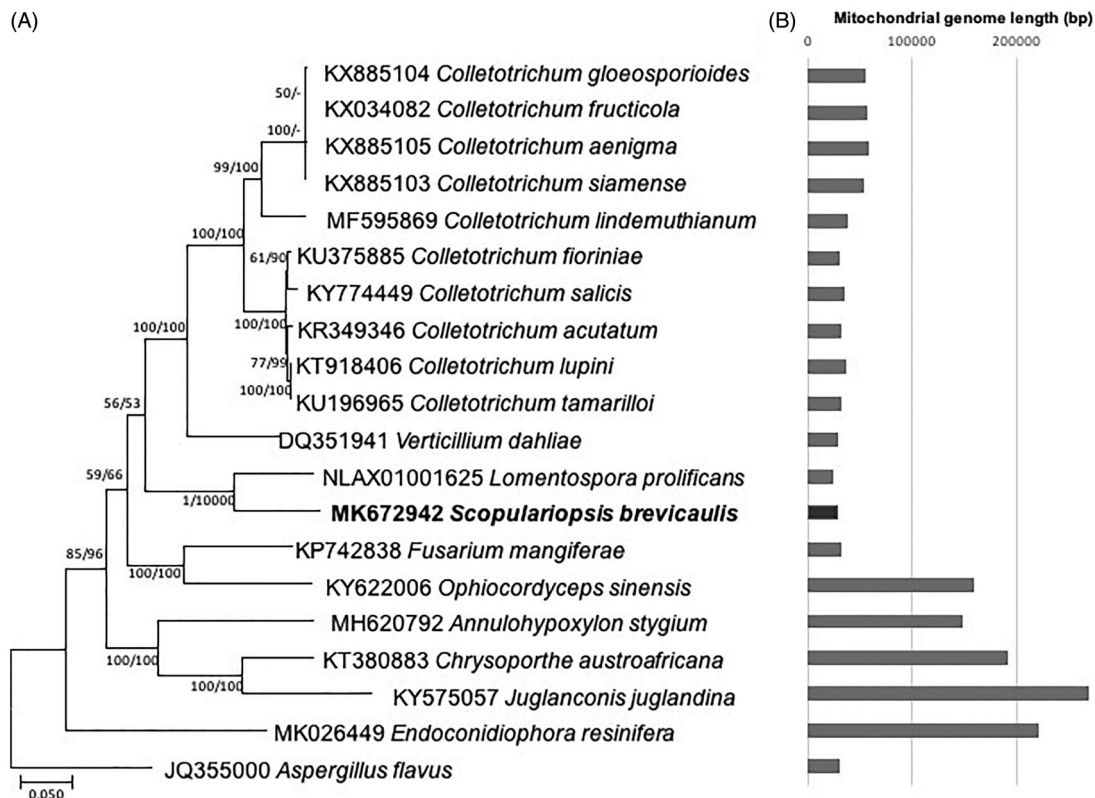 (A)
(B)
Mitochondrial genome length (bp)
0 100000 200000
KX885104 Colletotrichum gloeosporioides
50/-
KX034082 Colletotrichum fructicola
100/-
KX885105 Colletotrichum aenigma
99/100
KX885103 Colletotrichum siamense
MF595869 Colletotrichum lindemuthianum
100/100
61/90
KU375885 Colletotrichum fioriniae
KY774449 Colletotrichum salicis
100/100
100/100
KR349346 Colletotrichum acutatum
77/99
KT918406 Colletotrichum lupini
100/100
KU196965 Colletotrichum tamarilloi
56/53
DQ351941 Verticillium dahliae
59/66
NLAX01001625 Lomentospora prolificans
1/10000
MK672942 Scopulariopsis brevicaulis
85/96
KP742838 Fusarium mangiferae
100/100
KY622006 Ophiocordyceps sinensis
MH620792 Annulohypoxylon stygium
100/100
KT380883 Chrysoporthe austroafricana
100/100
KY575057 Juglanconis juglandina
MK026449 Endoconidiophora resinifera
JQ355000 Aspergillus flavus
0.050